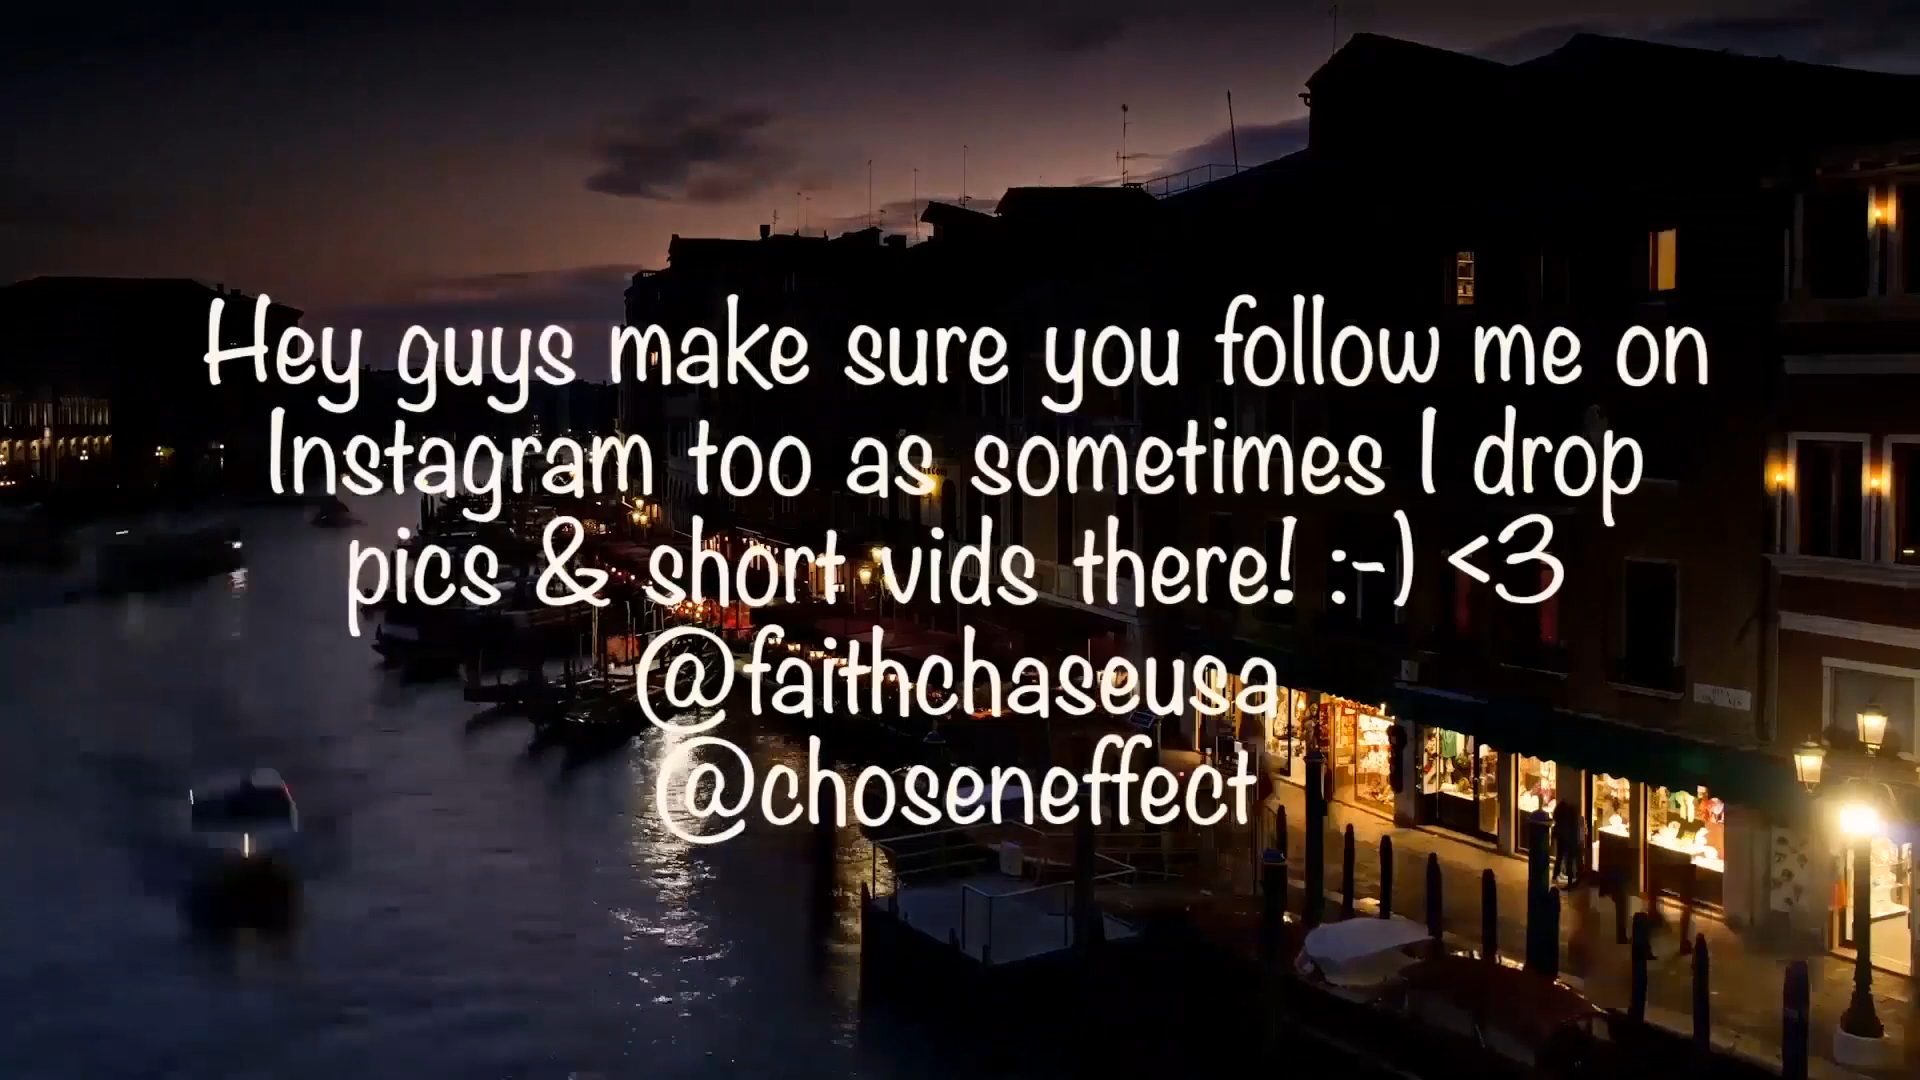 Hey guys make sure you follow me on
Instagram too as sometimes I drop
pics & short vids there! :-) <3
@faithchaseusa
@choseneffect